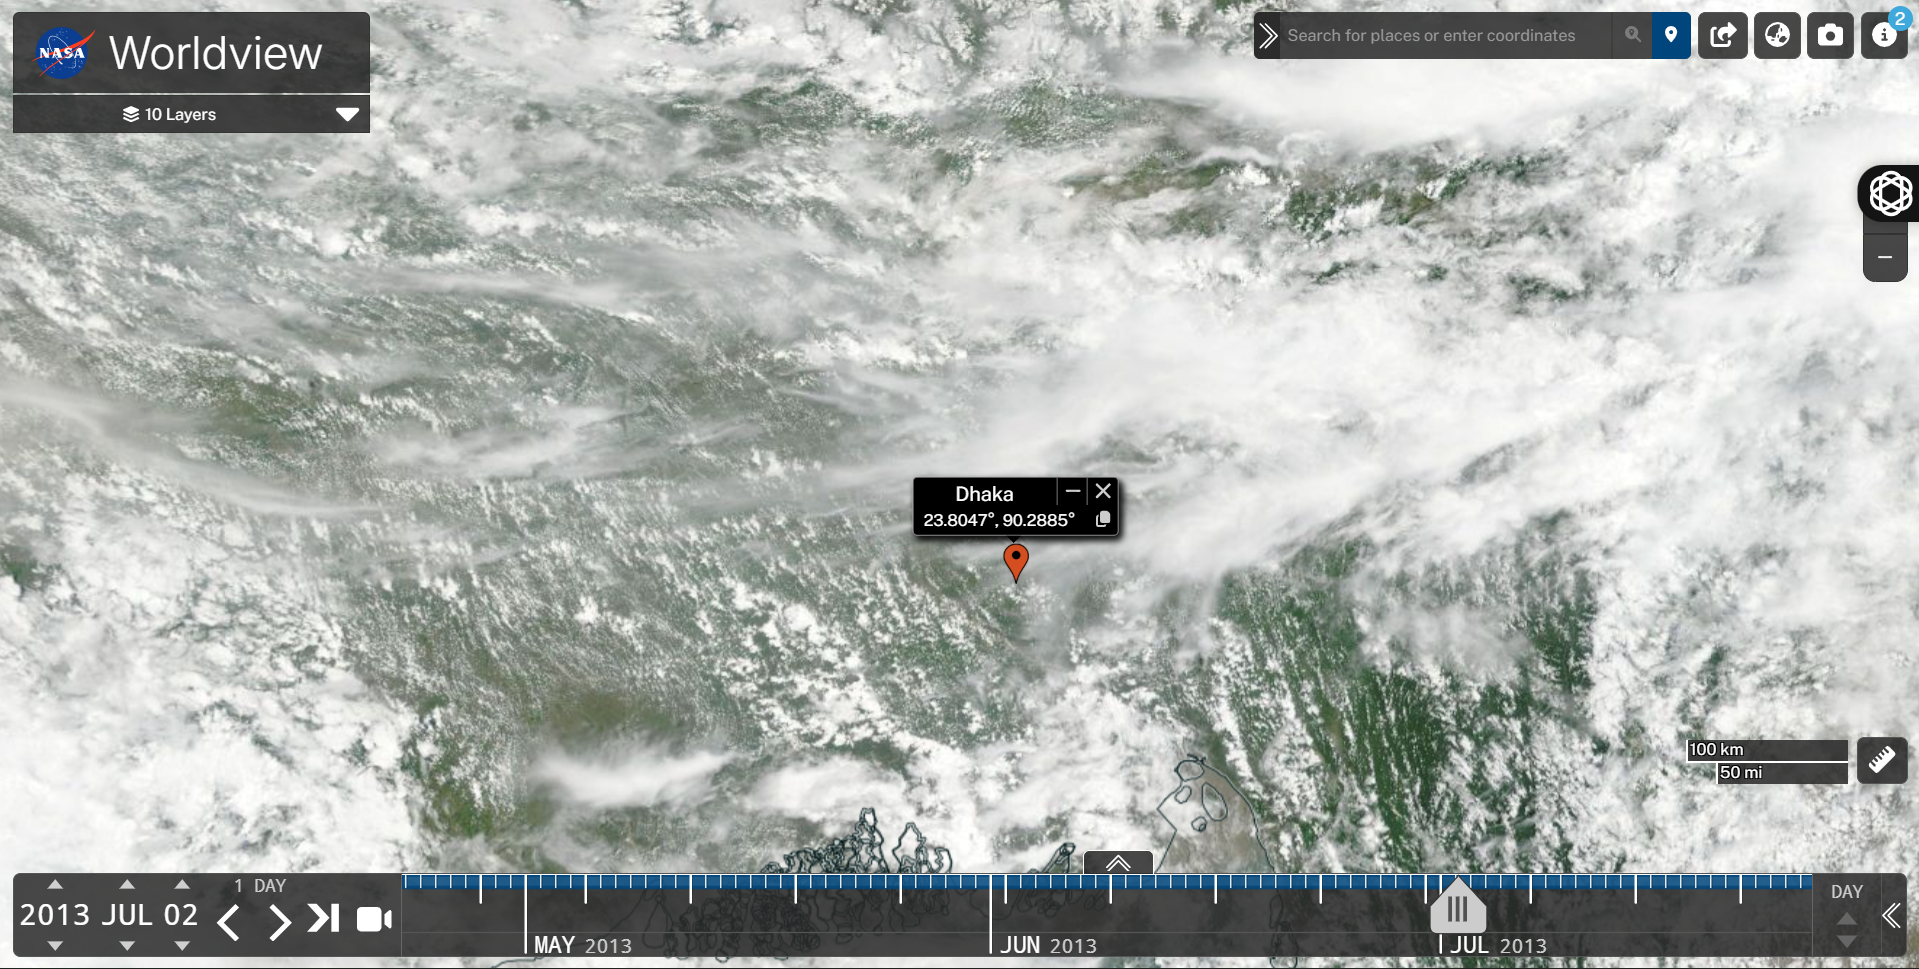 NASA
Worldview
10 Layers
Search for places or enter coordinates
2
Dhaka
23.8047°, 90.2885°
100 km
50 mi
1 DAY
2013 JUL 02
MAY 2013
JUN 2013
JUL 2013
DAY